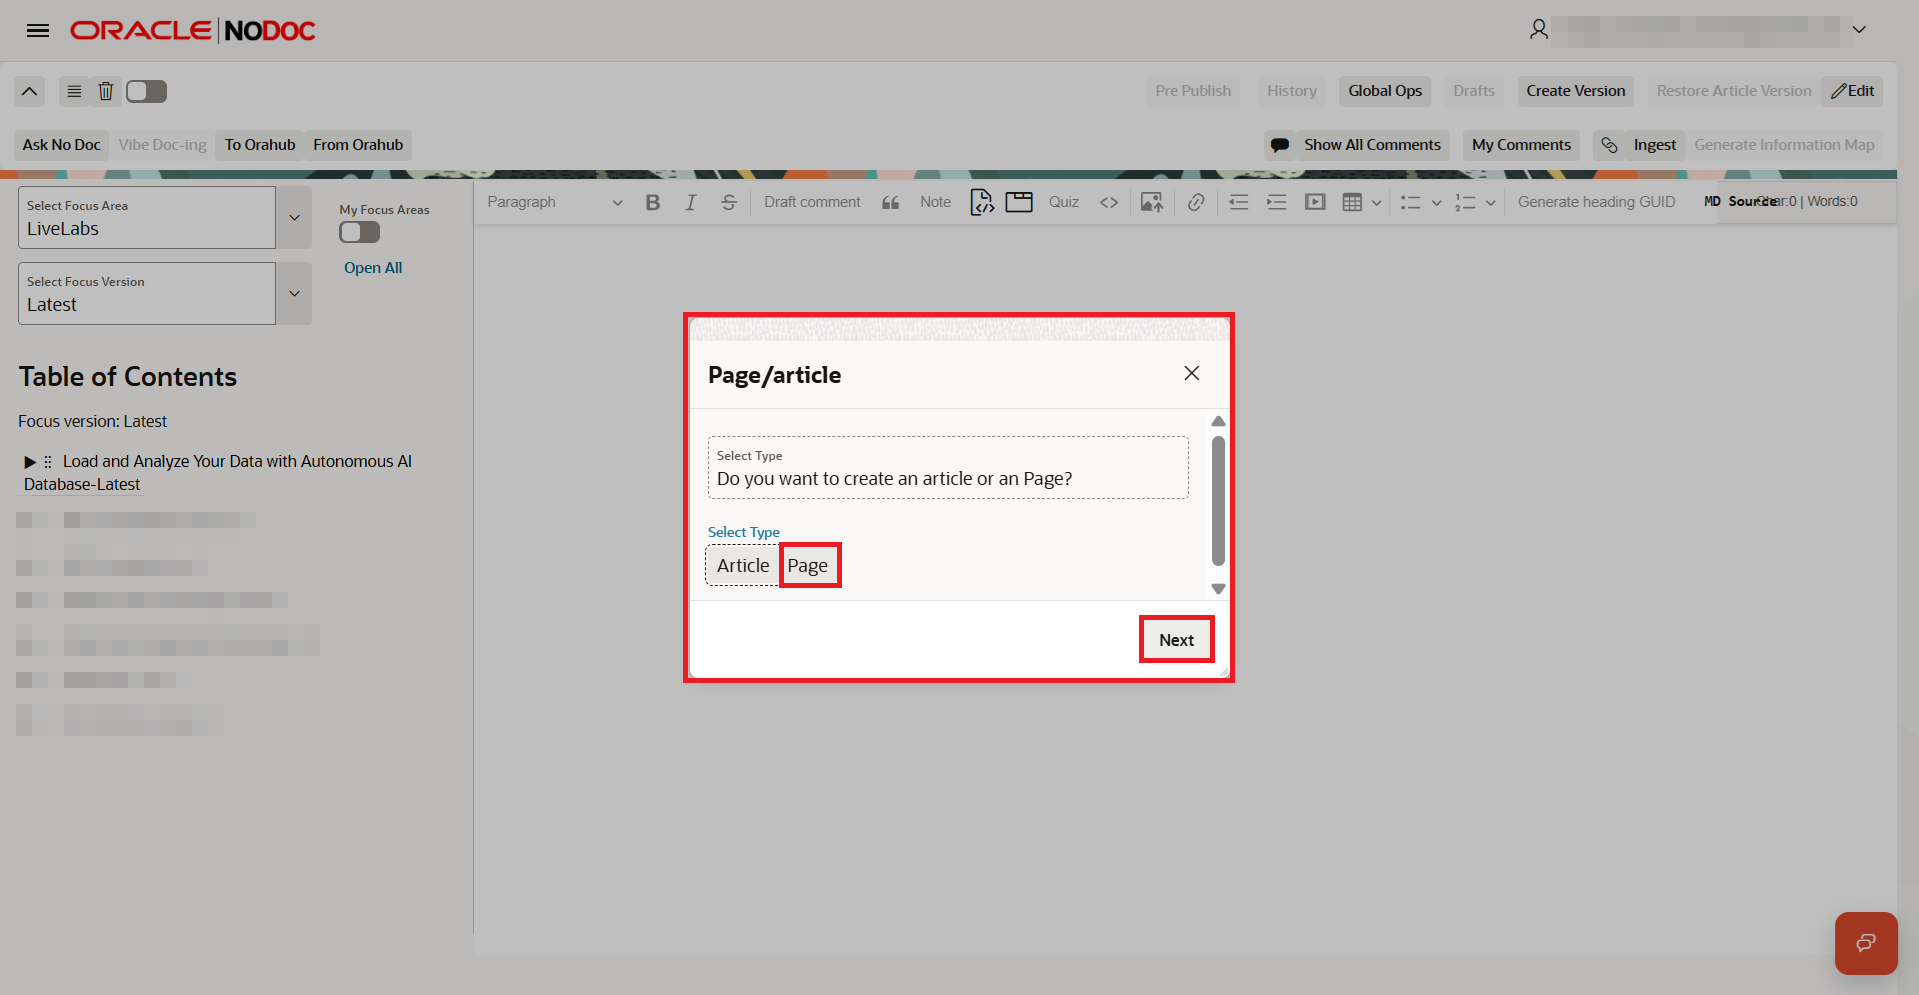 ORACLE NODOC
Pre Publish
History
Global Ops
Drafts
Create Version
Restore Article Version
Edit
Ask No Doc
Vibe Doc-ing
To Orahub
From Orahub
Show All Comments
My Comments
Ingest
Generate Information Map
Select Focus Area
LiveLabs
My Focus Areas
Open All
Select Focus Version
Latest
Table of Contents
Focus version: Latest
Load and Analyze Your Data with Autonomous AI
Database-Latest
Paragraph
Draft comment
Note
Quiz
Generate heading GUID
MD Source
Char:0 | Words:0
Page/article
Select Type
Do you want to create an article or an Page?
Select Type
Article
Page
Next